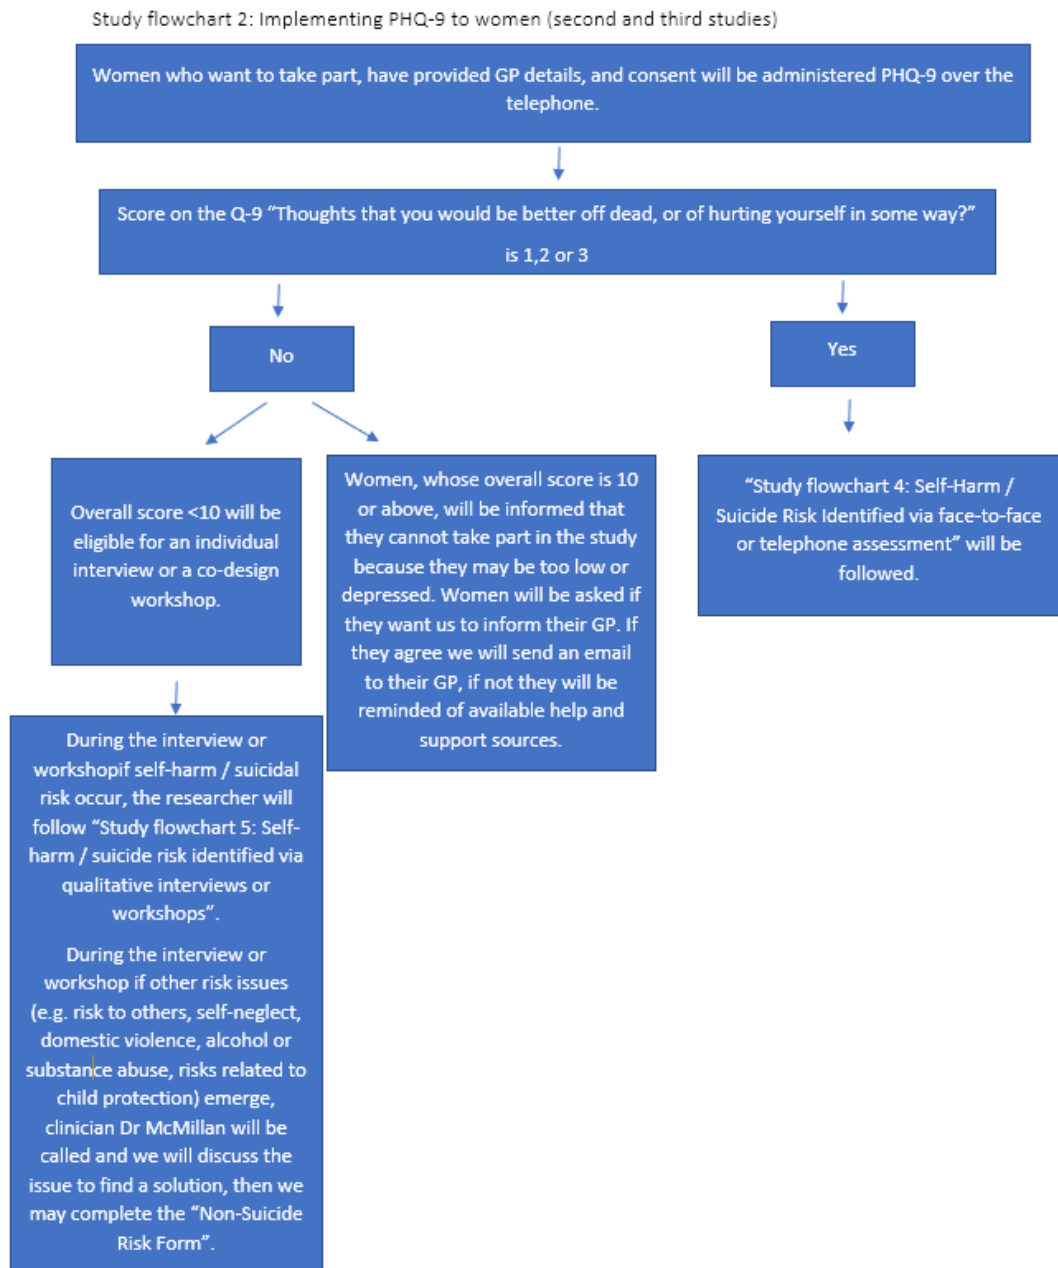 Study flowchart 2: Implementing PHQ-9 to women (second and third studies)
Women who want to take part, have provided GP details, and consent will be administered PHQ-9 over the
telephone.
Score on the Q-9 “Thoughts that you would be better off dead, or of hurting yourself in some way?”
is 1,2 or 3
No
Yes
Overall score <10 will be
eligible for an individual
interview or a co-design
workshop.
Women, whose overall score is 10
or above, will be informed that
they cannot take part in the study
because they may be too low or
depressed. Women will be asked if
they want us to inform their GP. If
they agree we will send an email
to their GP, if not they will be
reminded of available help and
support sources.
“Study flowchart 4: Self-Harm /
Suicide Risk Identified via face-to-face
or telephone assessment” will be
followed.
During the interview or
workshopif self-harm / suicidal
risk occur, the researcher will
follow “Study flowchart 5: Self-
harm / suicide risk identified via
qualitative interviews or
workshops”.
During the interview or
workshop if other risk issues
(e.g. risk to others, self-neglect,
domestic violence, alcohol or
substance abuse, risks related to
child protection) emerge,
clinician Dr McMillan will be
called and we will discuss the
issue to find a solution, then we
may complete the “Non-Suicide
Risk Form”.